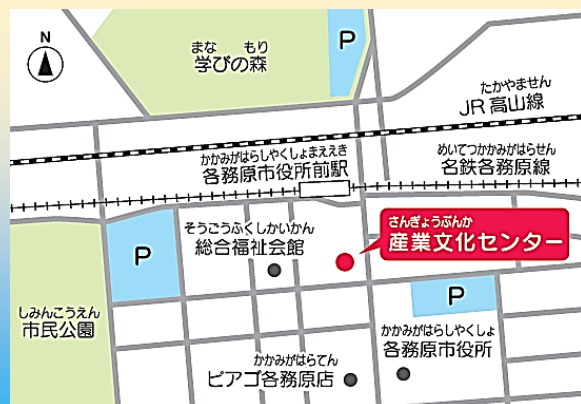 N
まな もり
学びの森
P
たかやません
JR高山線
かかみがはらしやくしょまええき
各務原市役所前駅
めいてつかかみがはらせん
名鉄各務原線
さんぎょうぶんか
産業文化センター
そうごうふくしかいかん
総合福祉会館
P
P
しみんこうえん
市民公園
かかみがはらしやくしょ
各務原市役所
かかみがはらてん
ピアゴ各務原店